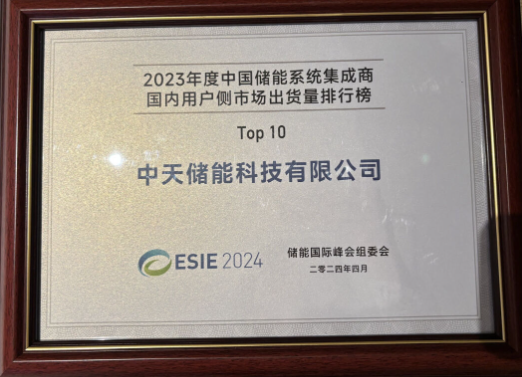 2023年度中国储能系统集成商
国内用户侧市场出货量排行榜
Top 10
中天储能科技有限公司
ESIE 2024
储能国际峰会组委会
二零二四年四月